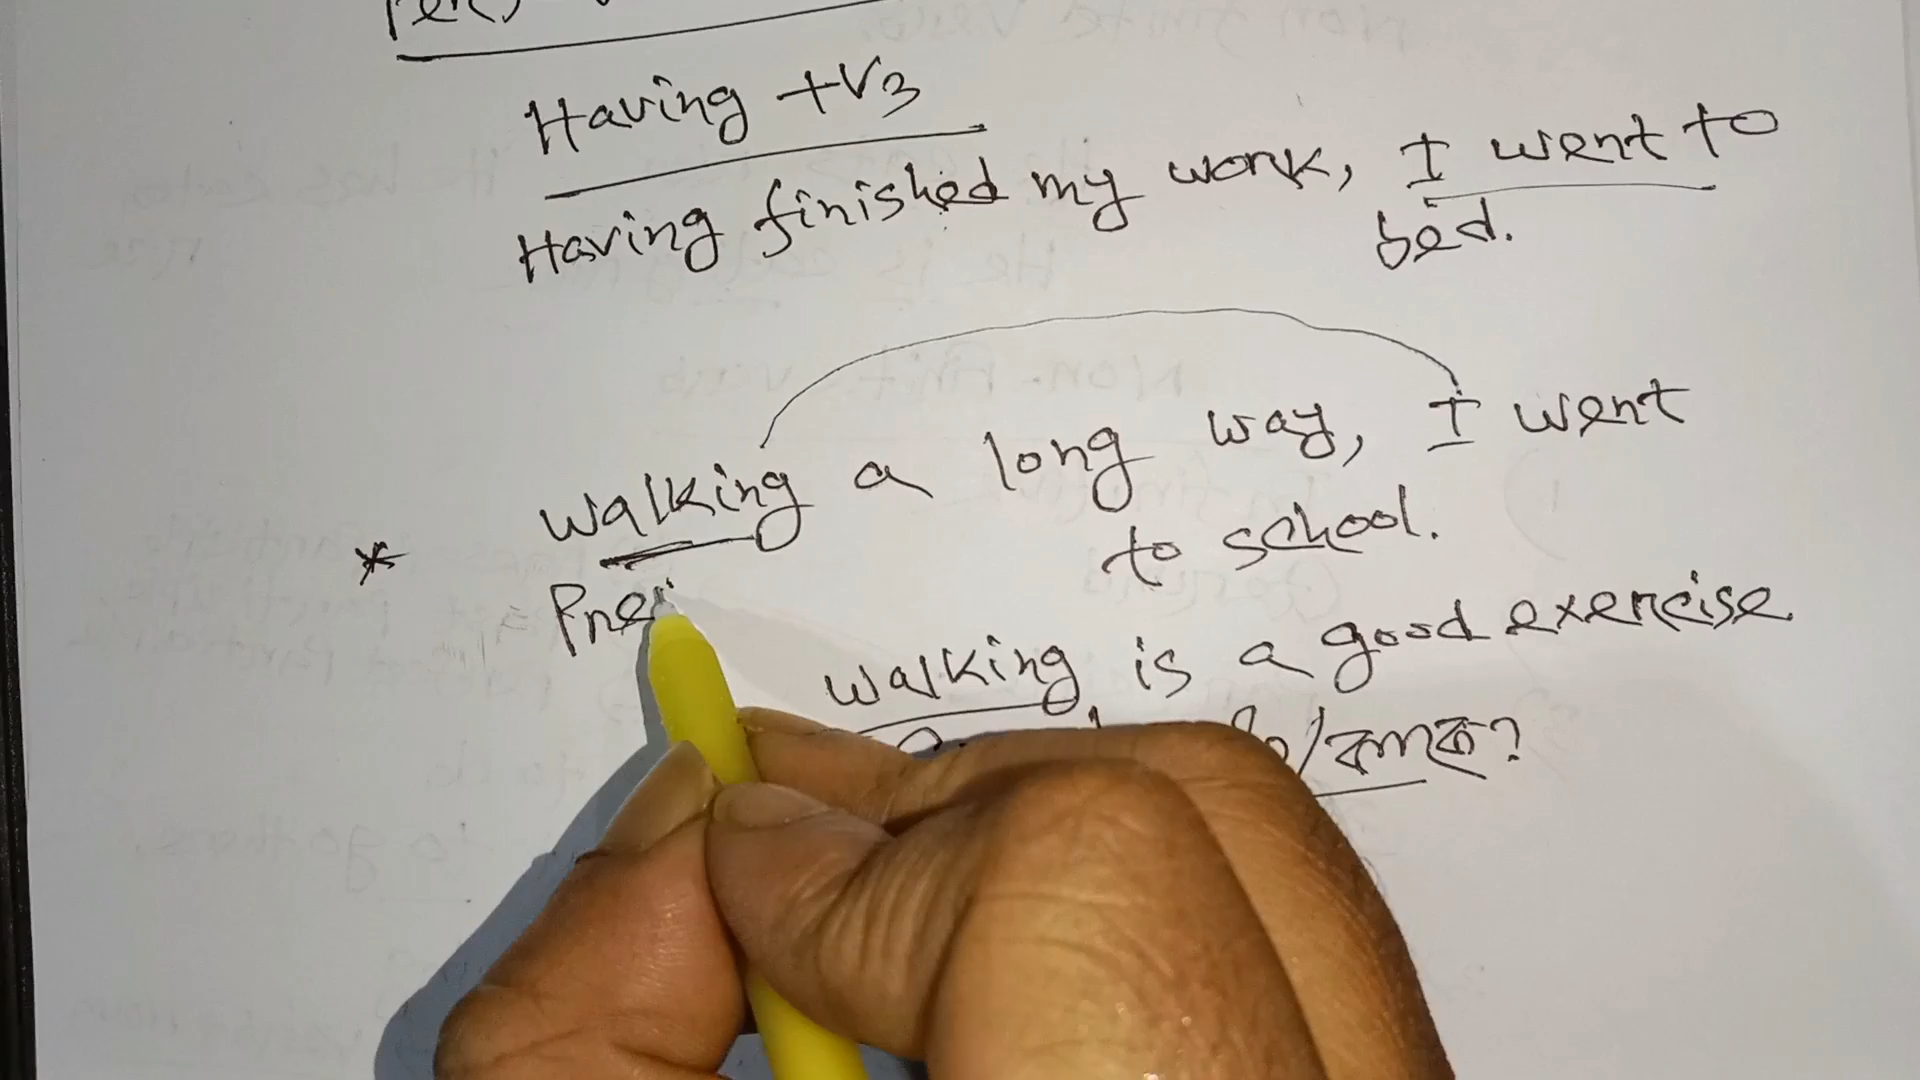 Having +V3
Having finished my work, I went to
bed.
Walking a long way, I went
to school.
*
Pre
Walking is a good exercise
/কাকে?